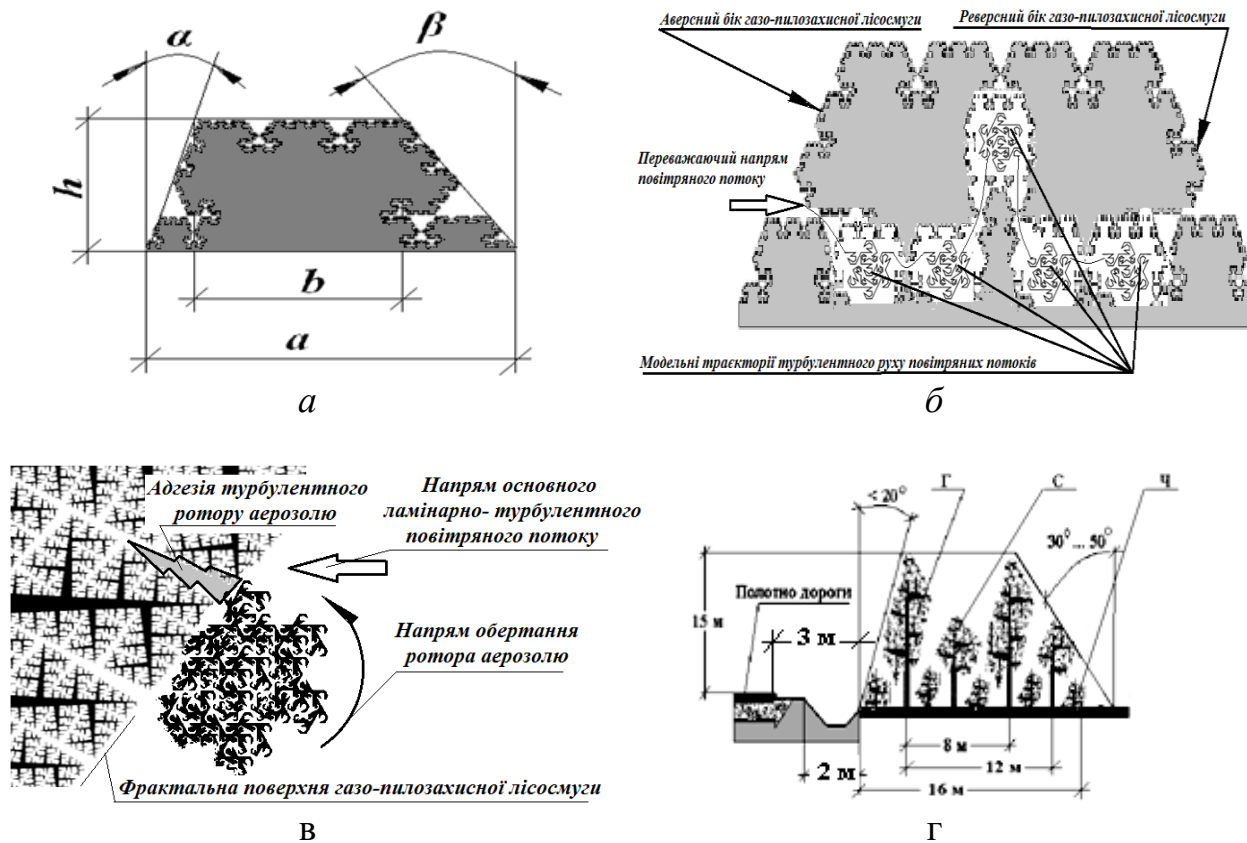 α
β
h
b
a
а
Аверсний бік газо-пилозахисної лісосмуги
Реверсний бік газо-пилозахисної лісосмуги
Переважаючий напрям
повітряного потоку
Модельні траєкторії турбулентного руху повітряних потоків
б
Адгезія турбулентного
ротору аерозолю
Напрям основного
ламінарно- турбулентного
повітряного потоку
Напрям обертання
ротора аерозолю
Фрактальна поверхня газо-пилозахисної лісосмуги
в
< 20°
Г
С
Ч
30° ... 50°
Полотно дороги
15 м
3 м
8 м
2 м
12 м
16 м
г